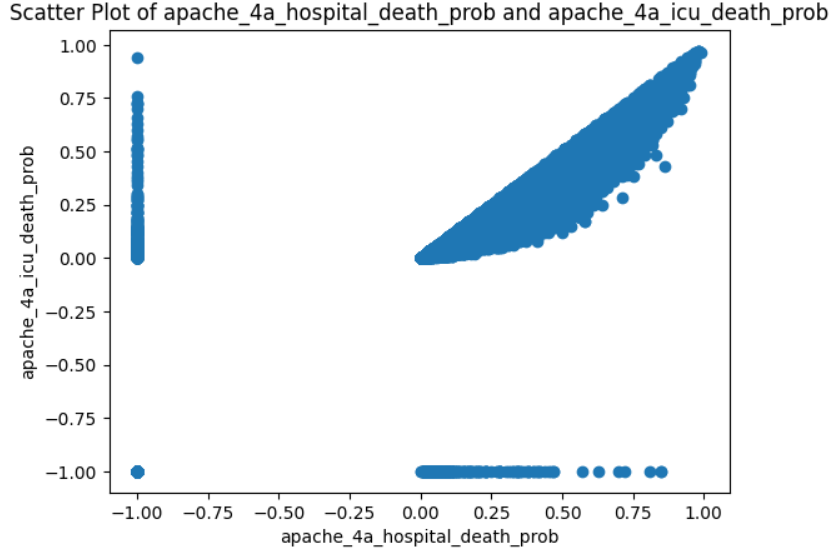 Scatter Plot of apache_4a_hospital_death_prob and apache_4a_icu_death_prob
1.00
0.75
0.50
0.25
0.00
−0.25
−0.50
−0.75
−1.00
apache_4a_icu_death_prob
−1.00 −0.75 −0.50 −0.25 0.00 0.25 0.50 0.75 1.00
apache_4a_hospital_death_prob